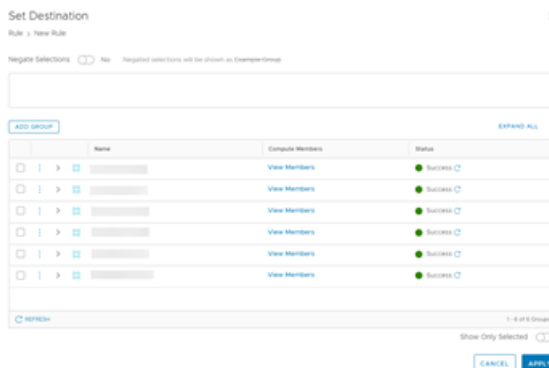 Set Destination
Rule > New Rule
Negate Selections No Negated selections will be shown as Example Group
ADD GROUP EXPAND ALL
Name Compute Members Status
View Members Success
View Members Success
View Members Success
View Members Success
View Members Success
View Members Success
REFRESH 1 - 6 of 6 Groups
Show Only Selected
CANCEL APPLY